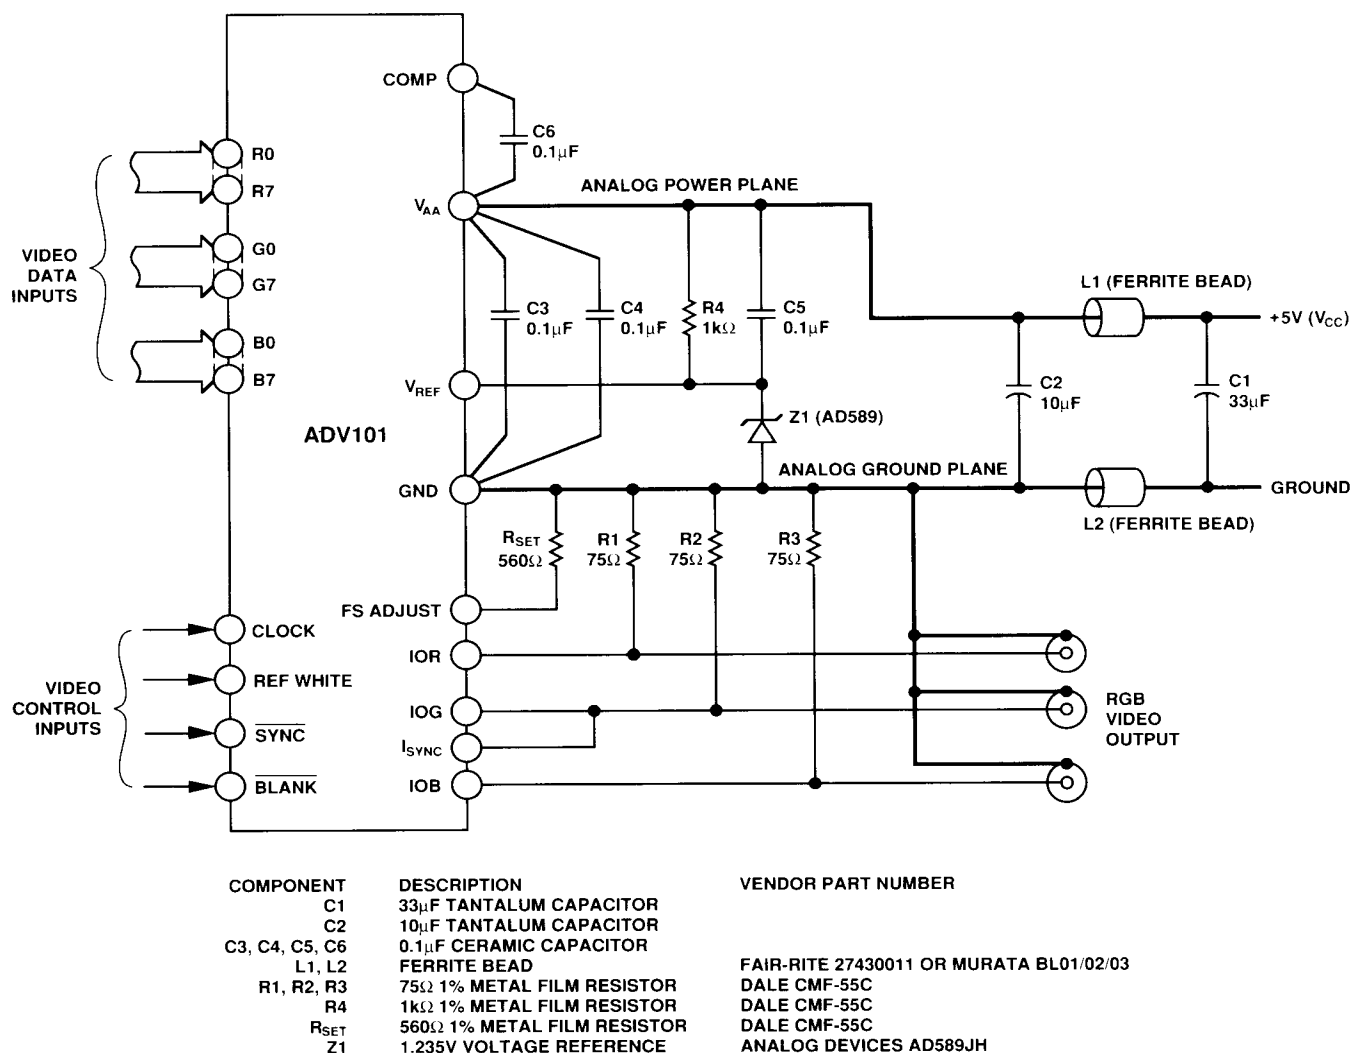 COMP
C6
0.1µF
R0
R7
ANALOG POWER PLANE
VAA
G0
G7
VIDEO
DATA
INPUTS
L1 (FERRITE BEAD)
C3
0.1µF
C4
0.1µF
R4
1kΩ
C5
0.1µF
+5V (VCC)
B0
B7
VREF
C2
10µF
C1
33µF
Z1 (AD589)
ADV101
ANALOG GROUND PLANE
GND
GROUND
L2 (FERRITE BEAD)
RSET
560Ω
R1
75Ω
R2
75Ω
R3
75Ω
FS ADJUST
CLOCK
IOR
REF WHITE
VIDEO
CONTROL
INPUTS
IOG
RGB
VIDEO
OUTPUT
SYNC
ISYNC
BLANK
IOB
COMPONENT DESCRIPTION VENDOR PART NUMBER
C1 33µF TANTALUM CAPACITOR
C2 10µF TANTALUM CAPACITOR
C3, C4, C5, C6 0.1µF CERAMIC CAPACITOR
L1, L2 FERRITE BEAD FAIR-RITE 27430011 OR MURATA BL01/02/03
R1, R2, R3 75Ω 1% METAL FILM RESISTOR DALE CMF-55C
R4 1kΩ 1% METAL FILM RESISTOR DALE CMF-55C
RSET 560Ω 1% METAL FILM RESISTOR DALE CMF-55C
Z1 1.235V VOLTAGE REFERENCE ANALOG DEVICES AD589JH